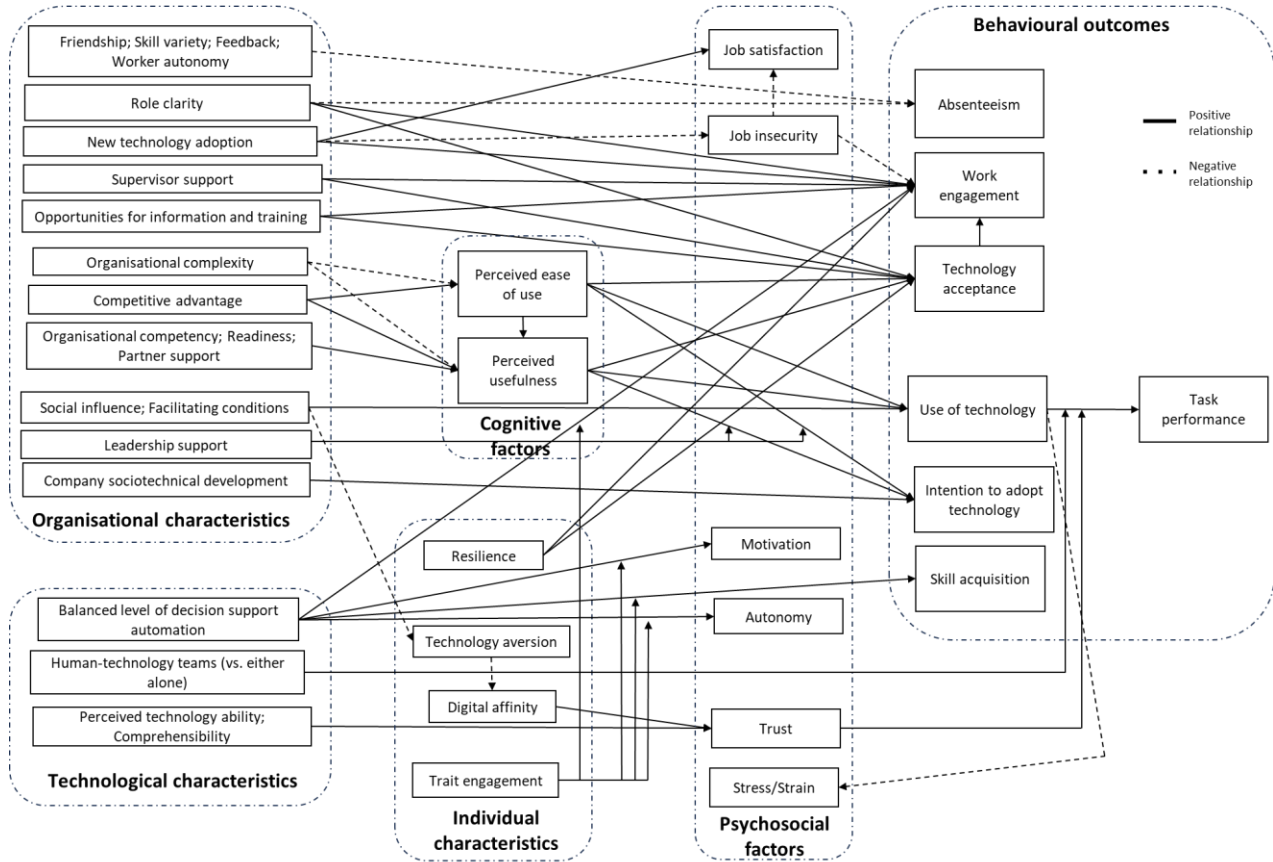 Friendship; Skill variety; Feedback;
Worker autonomy
Role clarity
New technology adoption
Supervisor support
Opportunities for information and training
Organisational complexity
Competitive advantage
Organisational competency; Readiness;
Partner support
Social influence; Facilitating conditions
Leadership support
Company sociotechnical development
Organisational characteristics
Balanced level of decision support
automation
Human-technology teams (vs. either
alone)
Perceived technology ability;
Comprehensibility
Technological characteristics
Perceived ease
of use
Perceived
usefulness
Cognitive
factors
Resilience
Technology aversion
Digital affinity
Trait engagement
Individual
characteristics
Job satisfaction
Job insecurity
Motivation
Autonomy
Trust
Stress/Strain
Psychosocial
factors
Behavioural outcomes
Absenteeism
Work
engagement
Technology
acceptance
Use of technology
Intention to adopt
technology
Skill acquisition
Task
performance
Positive
relationship
Negative
relationship